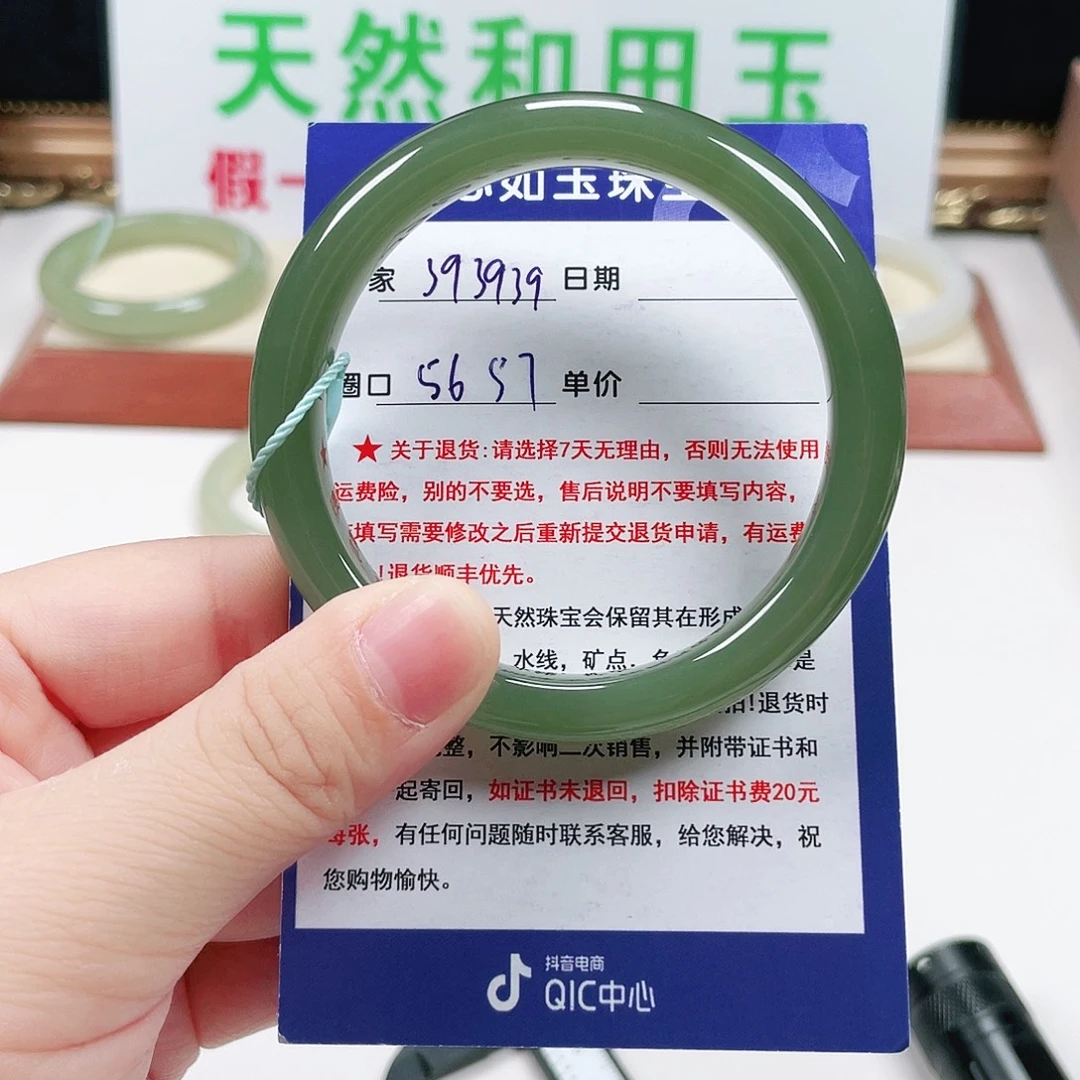 天然和田玉
假一
如玉珠
家 393939 日期
圈口 56 57 单价
★关于退货:请选择7天无理由，否则无法使用
运费险，别的不要选，售后说明不要填写内容，
填写需要修改之后重新提交退货申请，有运费
!退货顺丰优先。
天然珠宝会保留其在形成
水线，矿点. 是
!退货时
整，不影响二次销售，并附带证书和
起寄回，如证书未退回，扣除证书费20元
每张，有任何问题随时联系客服，给您解决，祝
您购物愉快。
抖音电商
QIC中心